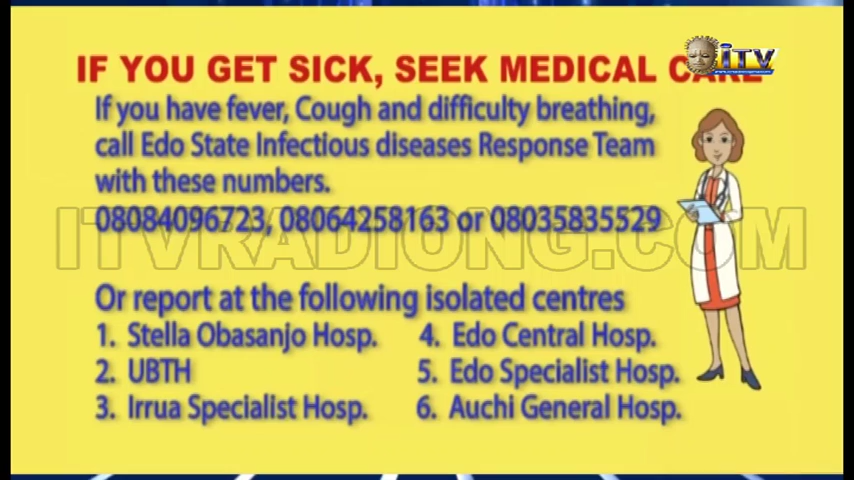 iTV
IF YOU GET SICK, SEEK MEDICAL CARE
If you have fever, Cough and difficulty breathing,
call Edo State Infectious diseases Response Team
with these numbers.
08084096723, 08064258163 or 08035835529
ITVRADIONG.COM
Or report at the following isolated centres
1. Stella Obasanjo Hosp.
2. UBTH
3. Irrua Specialist Hosp.
4. Edo Central Hosp.
5. Edo Specialist Hosp.
6. Auchi General Hosp.